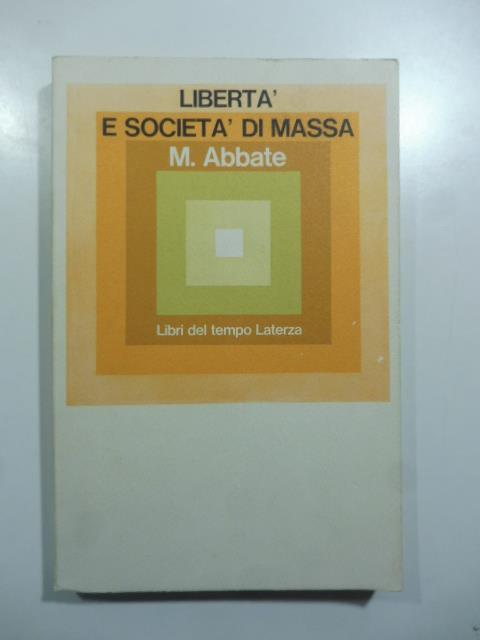 LIBERTA'
E SOCIETA' DI MASSA
M. Abbate
Libri del tempo Laterza